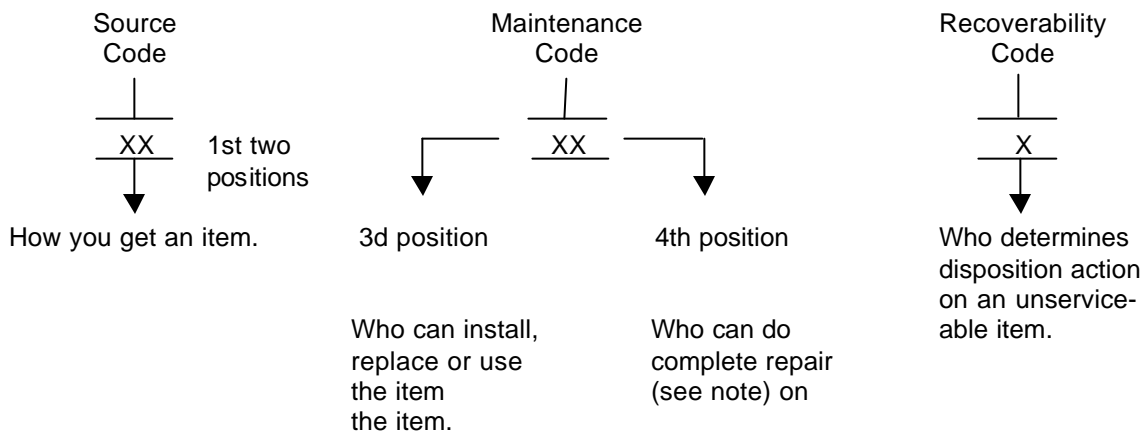 Source
Code
Maintenance
Code
Recoverability
Code
XX
1st two
positions
XX
X
How you get an item.
3d position
4th position
Who determines
disposition action
on an unservice-
able item.
Who can install,
replace or use
the item
the item.
Who can do
complete repair
(see note) on